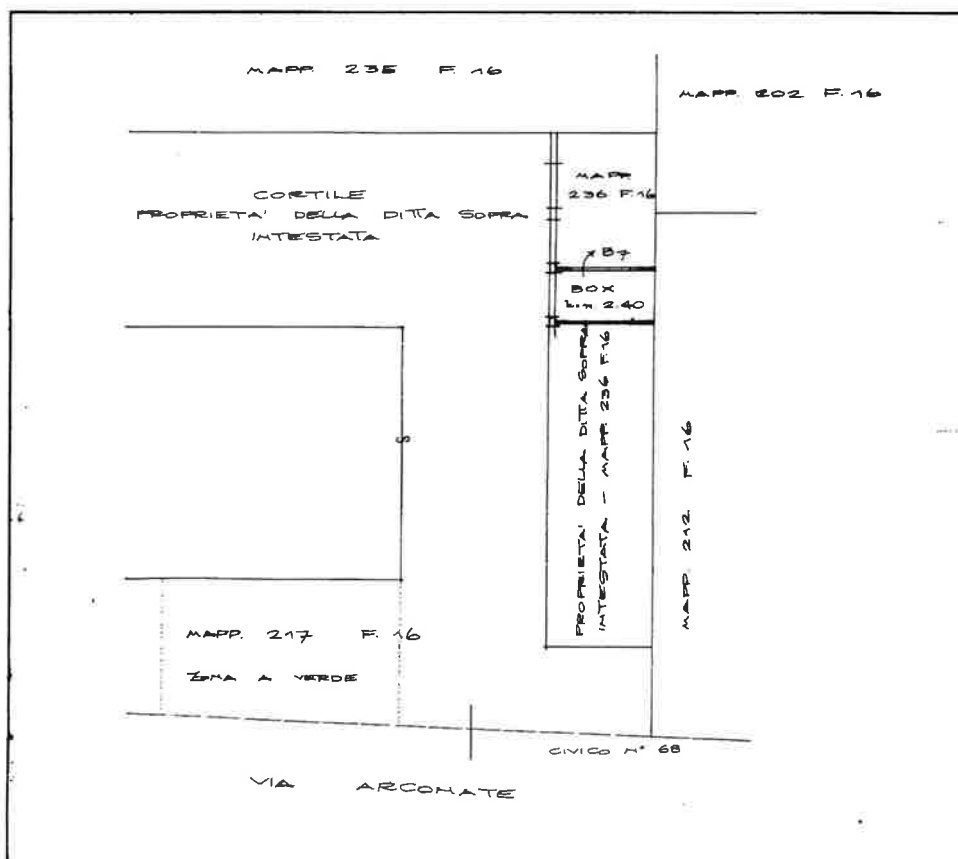 MAPP. 235 F. 16
MAPP. 202 F. 16
CORTILE
PROPRIETA' DELLA DITTA SOPRA
INTESTATA
MAPP.
236 F.16
B7
BOX
h.m 2.40
PROPRIETA' DELLA DITTA SOPRA
INTESTATA - MAPP. 236 F.16
MAPP. 212 F. 16
S
MAPP. 217 F. 16
ZONA A VERDE
CIVICO N° 68
VIA ARCONATE